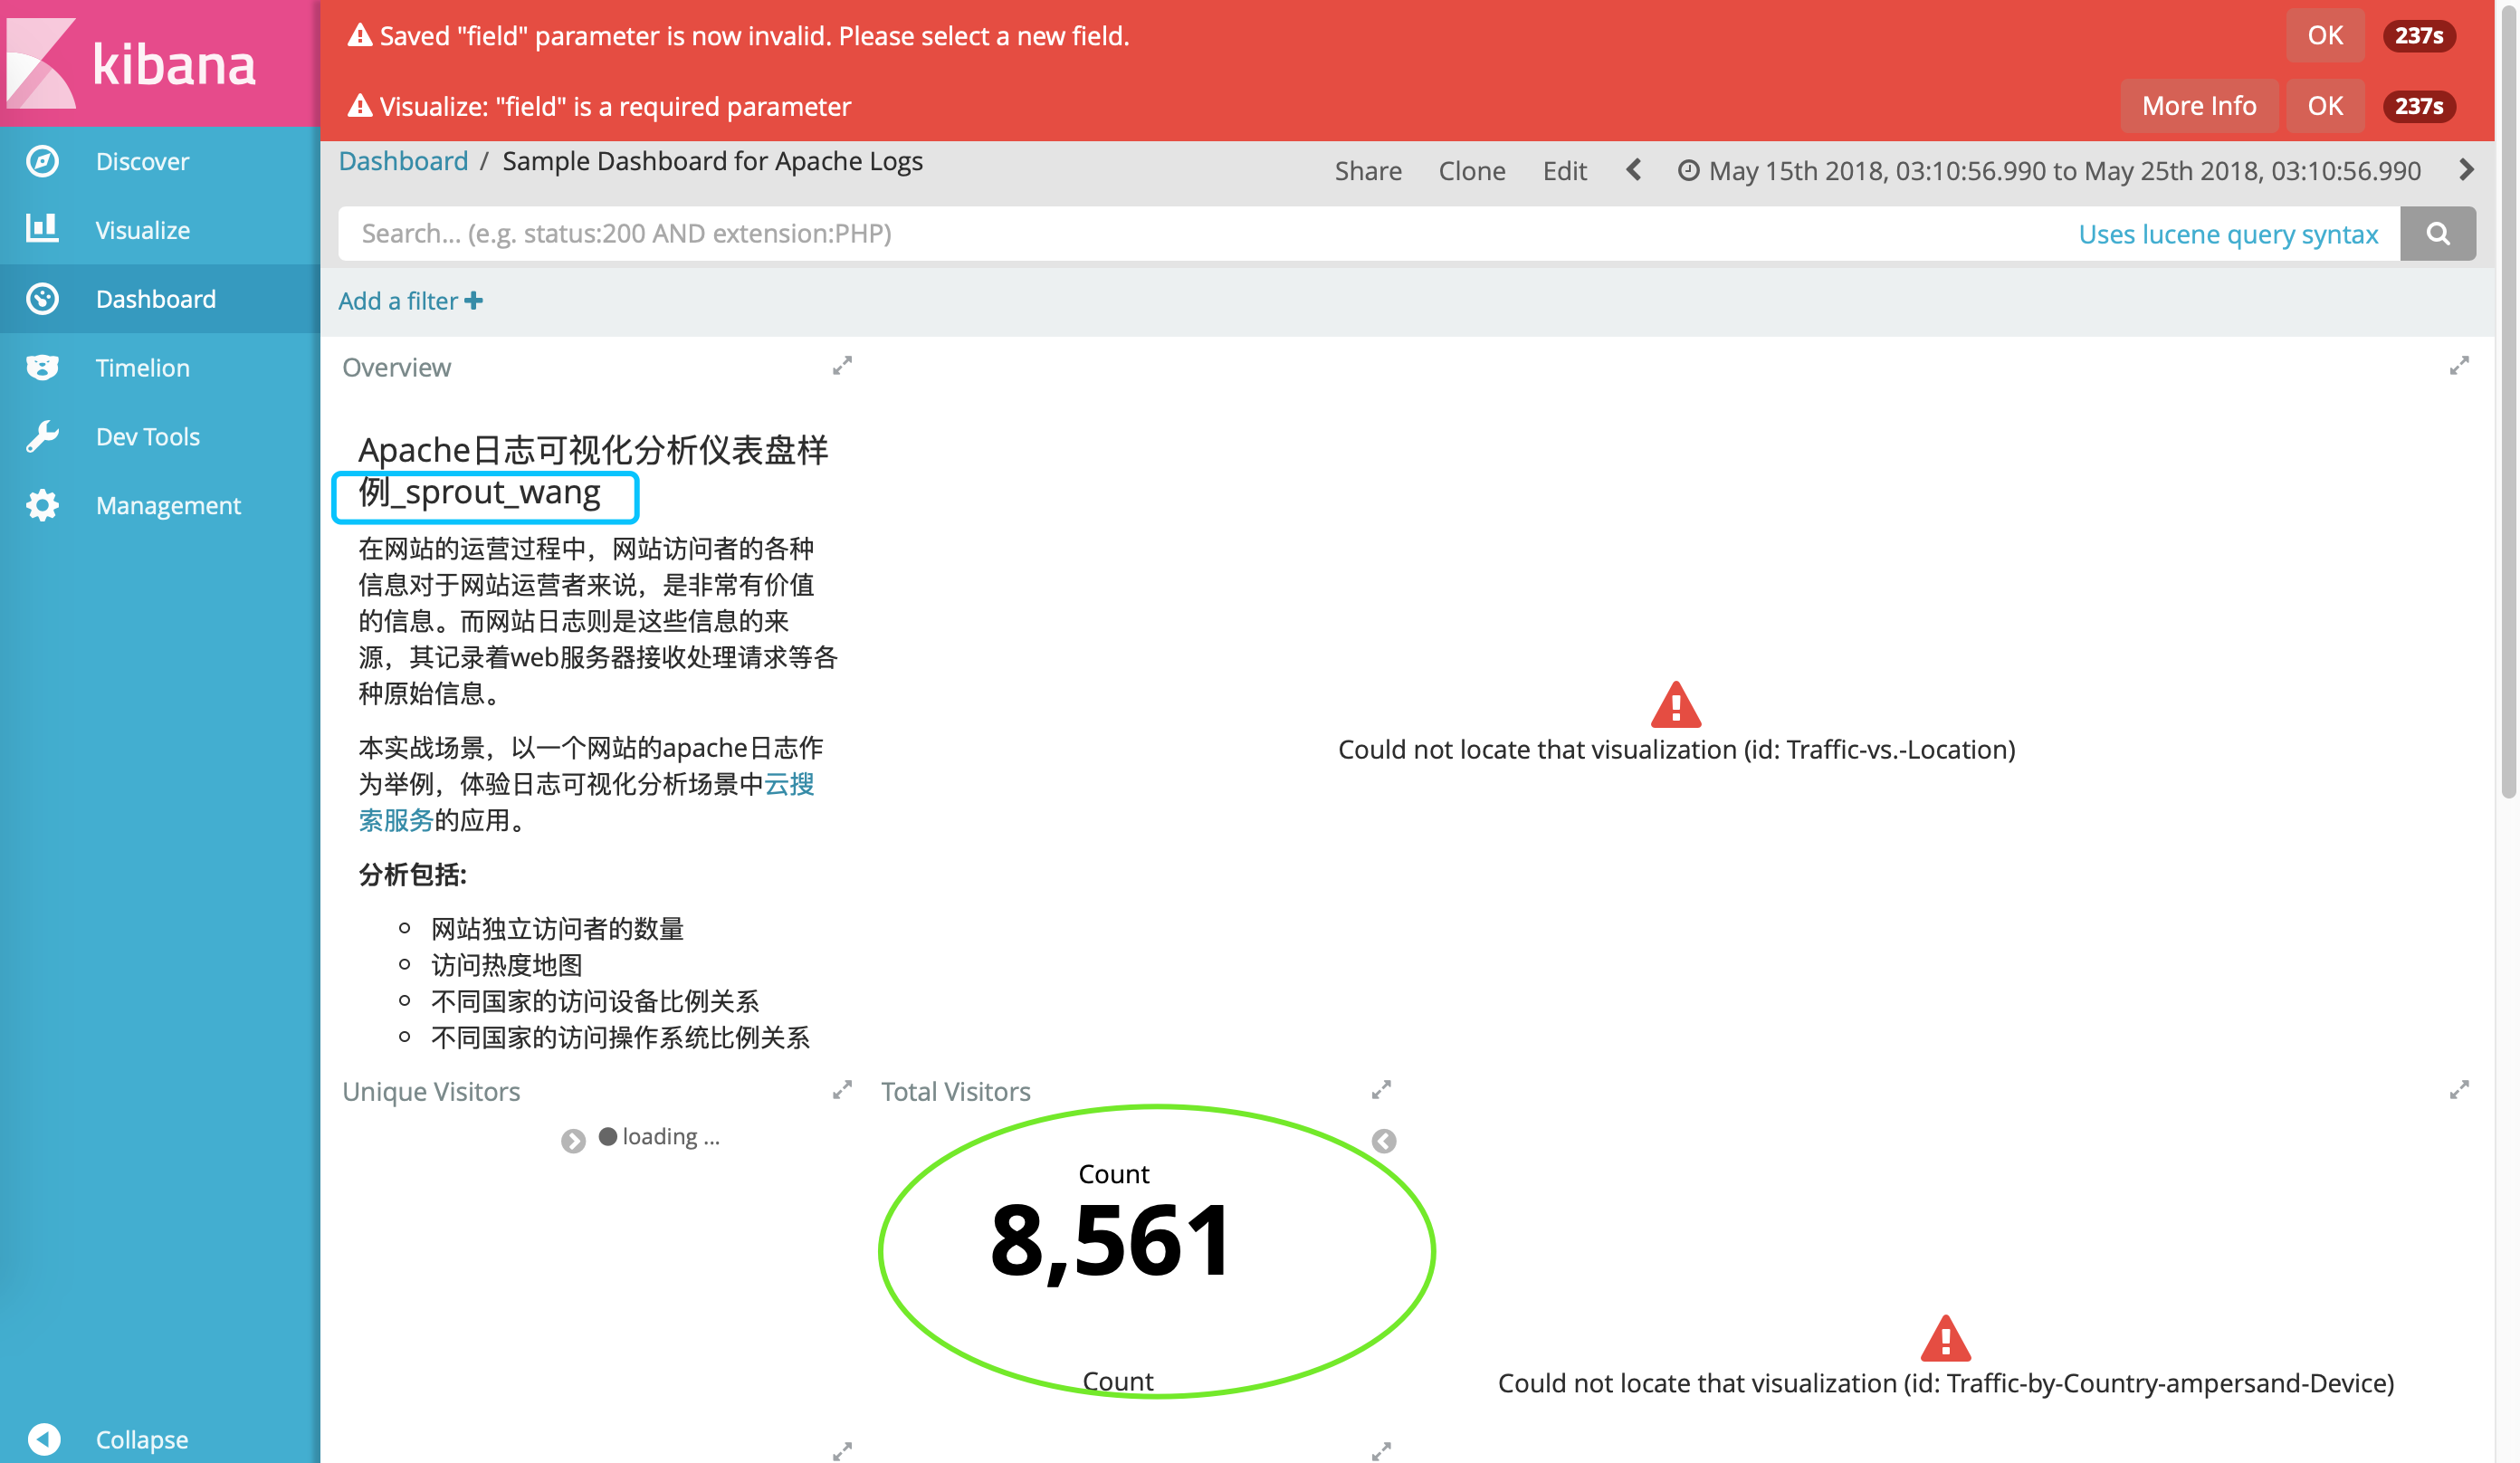 kibana
Discover
Visualize
Dashboard
Timelion
Dev Tools
Management
Collapse
Saved "field" parameter is now invalid. Please select a new field.
OK
237s
Visualize: "field" is a required parameter
More Info
OK
237s
Dashboard / Sample Dashboard for Apache Logs
Share
Clone
Edit
May 15th 2018, 03:10:56.990 to May 25th 2018, 03:10:56.990
Search... (e.g. status:200 AND extension:PHP)
Uses lucene query syntax
Add a filter
Overview
Apache日志可视化分析仪表盘样
例_sprout_wang
在网站的运营过程中，网站访问者的各种
信息对于网站运营者来说，是非常有价值
的信息。而网站日志则是这些信息的来
源，其记录着web服务器接收处理请求等各
种原始信息。
本实战场景，以一个网站的apache日志作
为举例，体验日志可视化分析场景中云搜
索服务的应用。
分析包括:
网站独立访问者的数量
访问热度地图
不同国家的访问设备比例关系
不同国家的访问操作系统比例关系
Could not locate that visualization (id: Traffic-vs.-Location)
Unique Visitors
loading ...
Total Visitors
Count
8,561
Count
Could not locate that visualization (id: Traffic-by-Country-ampersand-Device)